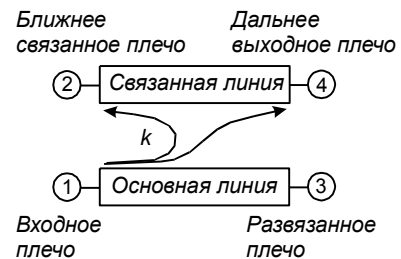 Ближнее
связанное плечо
Дальнее
выходное плечо
2
Связанная линия
4
k
1
Основная линия
3
Входное
плечо
Развязанное
плечо